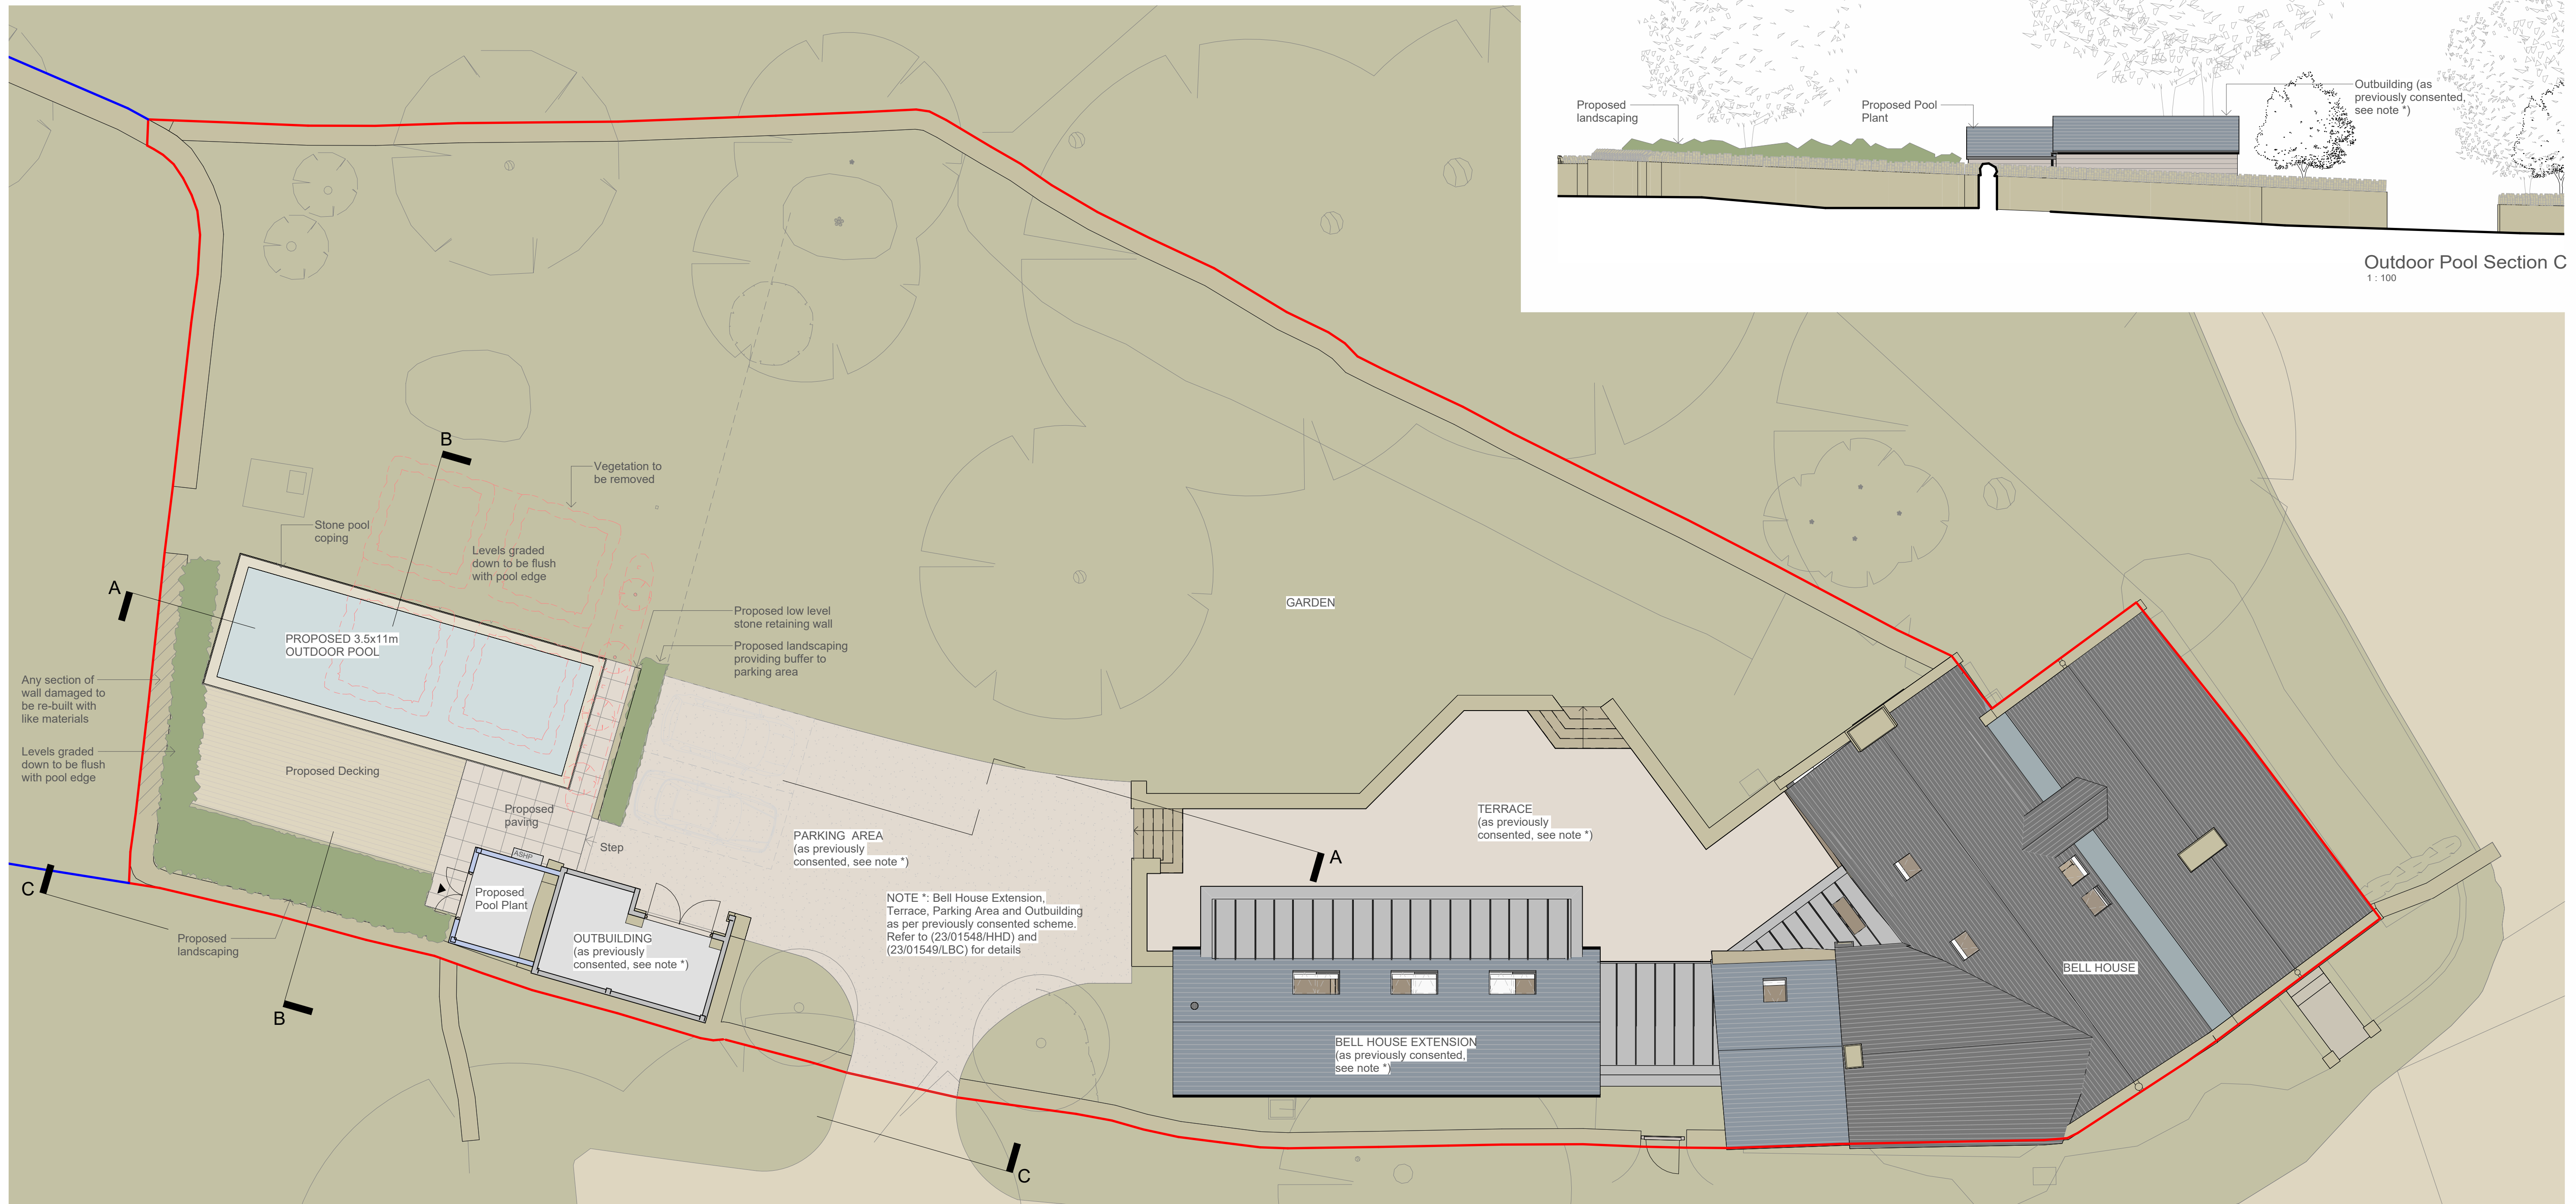 Proposed
landscaping
Proposed Pool
Plant
Outbuilding (as
previously consented,
see note *)
Outdoor Pool Section C
1 : 100
B
Vegetation to
be removed
Stone pool
coping
Levels graded
down to be flush
with pool edge
A
Proposed low level
stone retaining wall
GARDEN
PROPOSED 3.5x11m
OUTDOOR POOL
Proposed landscaping
providing buffer to
parking area
Any section of
wall damaged to
be re-built with
like materials
Levels graded
down to be flush
with pool edge
Proposed Decking
Proposed
paving
Step
ASHP
PARKING AREA
(as previously
consented, see note *)
TERRACE
(as previously
consented, see note *)
A
C
Proposed
Pool Plant
NOTE *: Bell House Extension,
Terrace, Parking Area and Outbuilding
as per previously consented scheme.
Refer to (23/01548/HHD) and
(23/01549/LBC) for details
Proposed
landscaping
OUTBUILDING
(as previously
consented, see note *)
BELL HOUSE
B
BELL HOUSE EXTENSION
(as previously consented,
see note *)
C